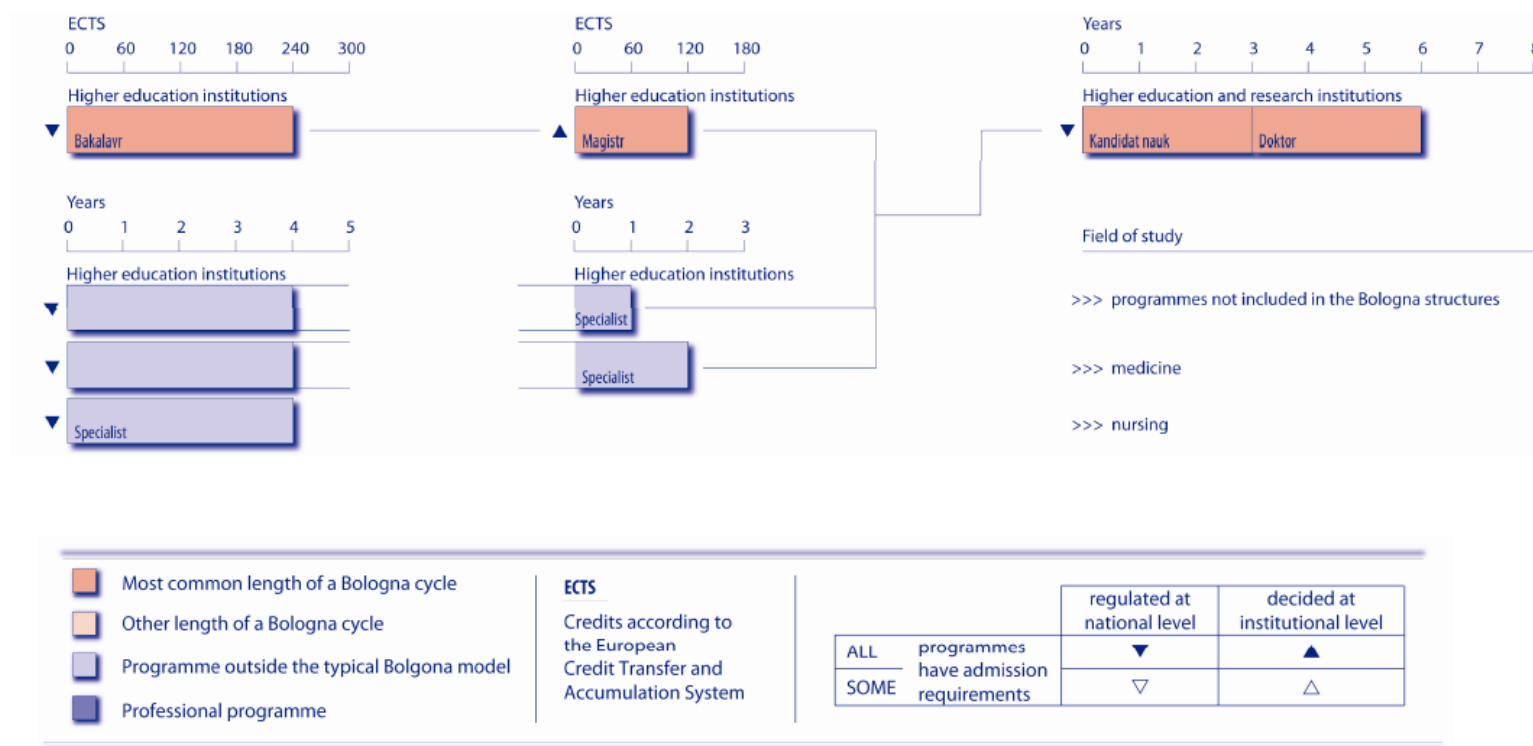 ECTS
0 60 120 180 240 300
Higher education institutions
Bakalavr
ECTS
0 60 120 180
Higher education institutions
Magistr
Years
0 1 2 3 4 5 6 7 8
Higher education and research institutions
Kandidat nauk Doktor
Years
0 1 2 3 4 5
Higher education institutions
Specialist
Years
0 1 2 3
Higher education institutions
Specialist
Specialist
Field of study
>>> programmes not included in the Bologna structures
>>> medicine
>>> nursing
Most common length of a Bologna cycle
Other length of a Bologna cycle
Programme outside the typical Bolgona model
Professional programme
ECTS
Credits according to
the European
Credit Transfer and
Accumulation System
regulated at
national level
decided at
institutional level
ALL
SOME
programmes
have admission
requirements